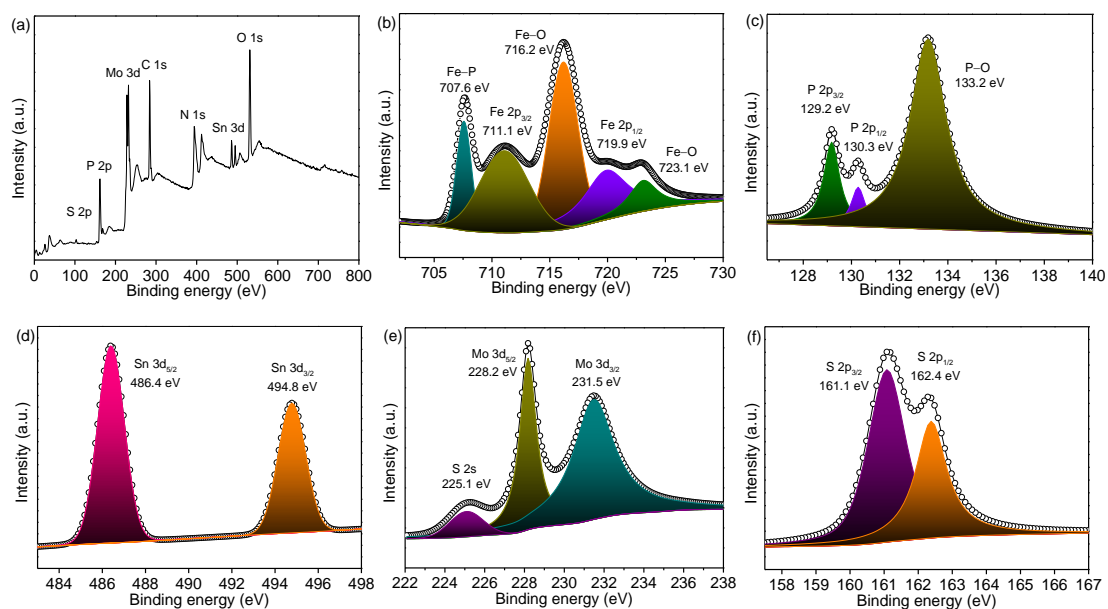 (a)
O 1s
C 1s
Mo 3d
N 1s
Sn 3d
P 2p
S 2p
Intensity (a.u.)
0 100 200 300 400 500 600 700 800
Binding energy (eV)
(b)
Fe–O
716.2 eV
Fe–P
707.6 eV
Fe 2p3/2
711.1 eV
Fe 2p1/2
719.9 eV
Fe–O
723.1 eV
Intensity (a.u.)
705 710 715 720 725 730
Binding energy (eV)
(c)
P–O
133.2 eV
P 2p3/2
129.2 eV
P 2p1/2
130.3 eV
Intensity (a.u.)
128 130 132 134 136 138 140
Binding energy (eV)
(d)
Sn 3d5/2
486.4 eV
Sn 3d3/2
494.8 eV
Intensity (a.u.)
484 486 488 490 492 494 496 498
Binding energy (eV)
(e)
Mo 3d5/2
228.2 eV
Mo 3d3/2
231.5 eV
S 2s
225.1 eV
Intensity (a.u.)
222 224 226 228 230 232 234 236 238
Binding energy (eV)
(f)
S 2p3/2
161.1 eV
S 2p1/2
162.4 eV
Intensity (a.u.)
158 159 160 161 162 163 164 165 166 167
Binding energy (eV)